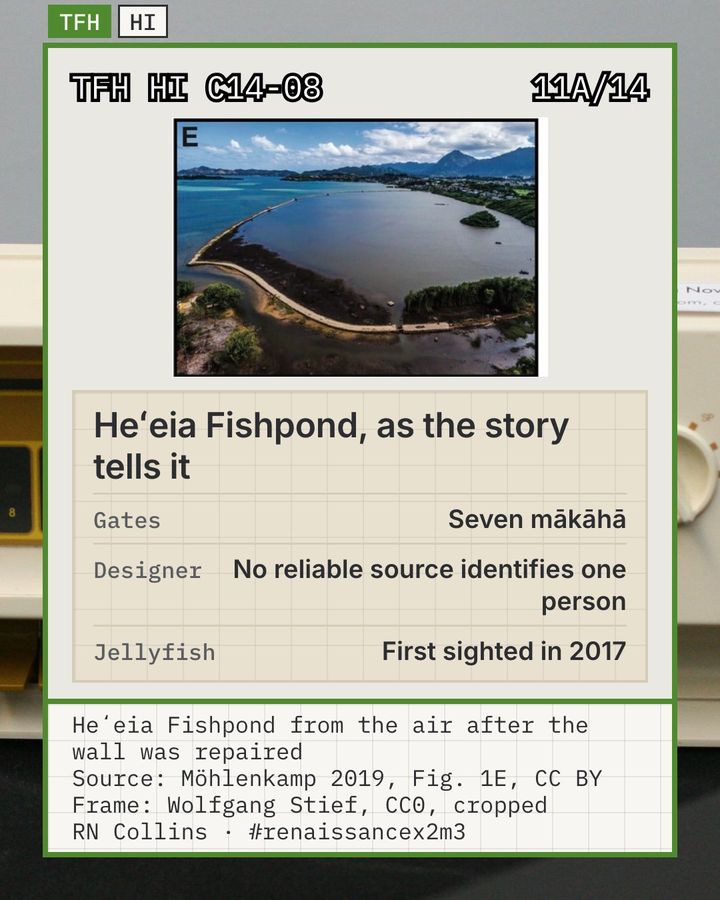 TFH HI
TFH HI C14-08 11A/14
E
Heʻeia Fishpond, as the story
tells it
Gates Seven mākāhā
Designer No reliable source identifies one
person
Jellyfish First sighted in 2017
Heʻeia Fishpond from the air after the
wall was repaired
Source: Möhlenkamp 2019, Fig. 1E, CC BY
Frame: Wolfgang Stief, CC0, cropped
RN Collins · #renaissancex2m3
8
SP